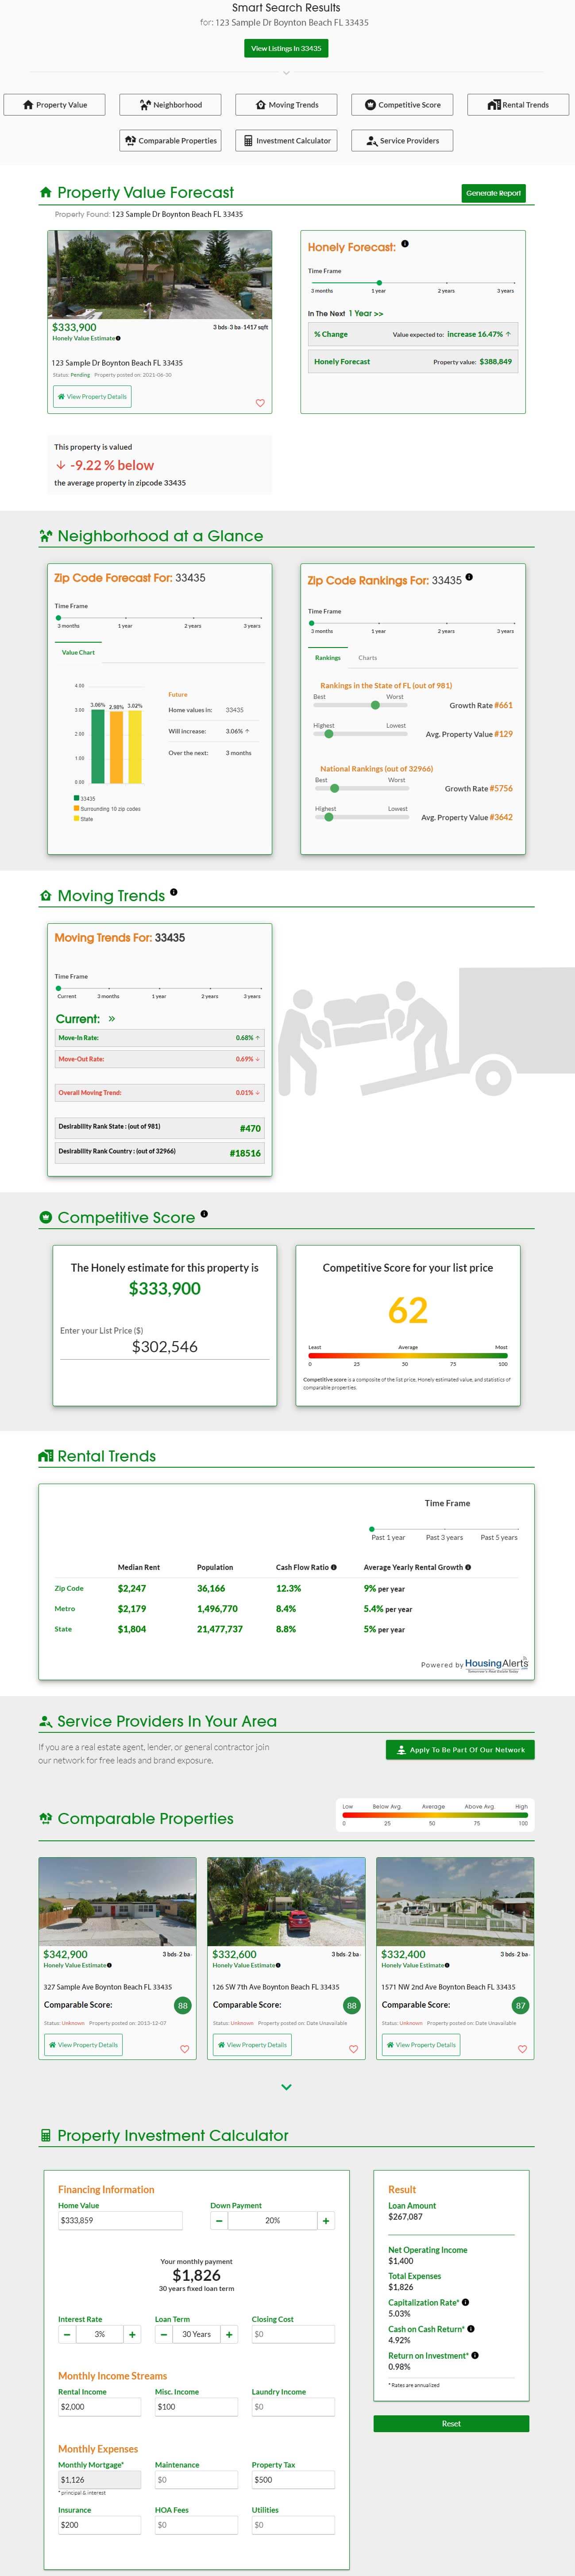 Smart Search Results
for: 123 Sample Dr Boynton Beach FL 33435
View Listings In 33435
Property Value
Neighborhood
Moving Trends
Competitive Score
Rental Trends
Comparable Properties
Investment Calculator
Service Providers
Property Value Forecast
Generate Report
Property Found: 123 Sample Dr Boynton Beach FL 33435
$333,900
3 bds·3 ba·1417 sqft
Honely Value Estimate
123 Sample Dr Boynton Beach FL 33435
Status: Pending Property posted on: 2021-06-30
View Property Details
Honely Forecast:
Time Frame
3 months 1 year 2 years 3 years
In The Next 1 Year >>
% Change Value expected to: increase 16.47% ↑
Honely Forecast Property value: $388,849
This property is valued
↓ -9.22 % below
the average property in zipcode 33435
Neighborhood at a Glance
Zip Code Forecast For: 33435
Time Frame
3 months 1 year 2 years 3 years
Value Chart
4.00
3.00
2.00
1.00
0.00
3.06% 2.98% 3.02%
33435
Surrounding 10 zip codes
State
Future
Home values in: 33435
Will increase: 3.06% ↑
Over the next: 3 months
Zip Code Rankings For: 33435
Time Frame
3 months 1 year 2 years 3 years
Rankings Charts
Rankings in the State of FL (out of 981)
Best Worst
Growth Rate #661
Highest Lowest
Avg. Property Value #129
National Rankings (out of 32966)
Best Worst
Growth Rate #5756
Highest Lowest
Avg. Property Value #3642
Moving Trends
Moving Trends For: 33435
Time Frame
Current 3 months 1 year 2 years 3 years
Current: »
Move-In Rate: 0.68% ↑
Move-Out Rate: 0.69% ↓
Overall Moving Trend: 0.01% ↓
Desirability Rank State : (out of 981) #470
Desirability Rank Country : (out of 32966) #18516
Competitive Score
The Honely estimate for this property is
$333,900
Enter your List Price ($)
$302,546
Competitive Score for your list price
62
Least Average Most
0 25 50 75 100
Competitive score is a composite of the list price, Honely estimated value, and statistics of
comparable properties.
Rental Trends
Time Frame
Past 1 year Past 3 years Past 5 years
Median Rent Population Cash Flow Ratio Average Yearly Rental Growth
Zip Code $2,247 36,166 12.3% 9% per year
Metro $2,179 1,496,770 8.4% 5.4% per year
State $1,804 21,477,737 8.8% 5% per year
Powered by HousingAlerts
Tomorrow's Real Estate Today
Service Providers In Your Area
If you are a real estate agent, lender, or general contractor join
our network for free leads and brand exposure.
Apply To Be Part Of Our Network
Comparable Properties
Low Below Avg. Average Above Avg. High
0 25 50 75 100
$342,900
3 bds·2 ba·
Honely Value Estimate
327 Sample Ave Boynton Beach FL 33435
Comparable Score: 88
Status: Unknown Property posted on: 2013-12-07
View Property Details
$332,600
3 bds·2 ba·
Honely Value Estimate
126 SW 7th Ave Boynton Beach FL 33435
Comparable Score: 88
Status: Unknown Property posted on: Date Unavailable
View Property Details
$332,400
3 bds·2 ba·
Honely Value Estimate
1571 NW 2nd Ave Boynton Beach FL 33435
Comparable Score: 87
Status: Unknown Property posted on: Date Unavailable
View Property Details
Property Investment Calculator
Financing Information
Home Value Down Payment
$333,859 − 20% +
Your monthly payment
$1,826
30 years fixed loan term
Interest Rate Loan Term Closing Cost
− 3% + − 30 Years + $0
Monthly Income Streams
Rental Income Misc. Income Laundry Income
$2,000 $100 $0
Monthly Expenses
Monthly Mortgage* Maintenance Property Tax
$1,126 $0 $500
* principal & interest
Insurance HOA Fees Utilities
$200 $0 $0
Result
Loan Amount
$267,087
Net Operating Income
$1,400
Total Expenses
$1,826
Capitalization Rate*
5.03%
Cash on Cash Return*
4.92%
Return on Investment*
0.98%
* Rates are annualized
Reset